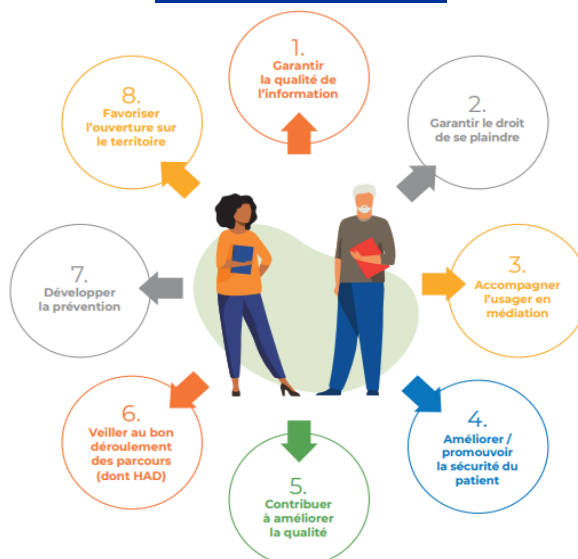 1.
Garantir
la qualité de
l'information
2.
Garantir le droit
de se plaindre
3.
Accompagner
l'usager en
médiation
4.
Améliorer /
promouvoir
la sécurité du
patient
5.
Contribuer
à améliorer
la qualité
6.
Veiller au bon
déroulement
des parcours
(dont HAD)
7.
Développer
la prévention
8.
Favoriser
l'ouverture sur
le territoire